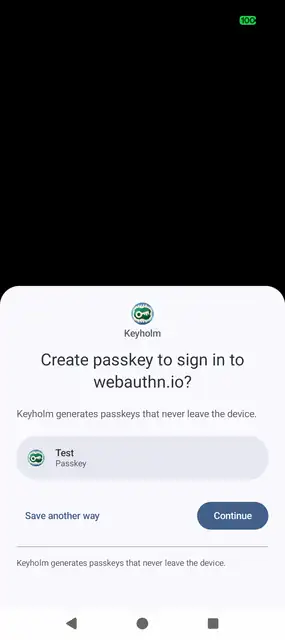 100
Keyholm
Create passkey to sign in to
webauthn.io?
Keyholm generates passkeys that never leave the device.
Test
Passkey
Save another way
Continue
Keyholm generates passkeys that never leave the device.